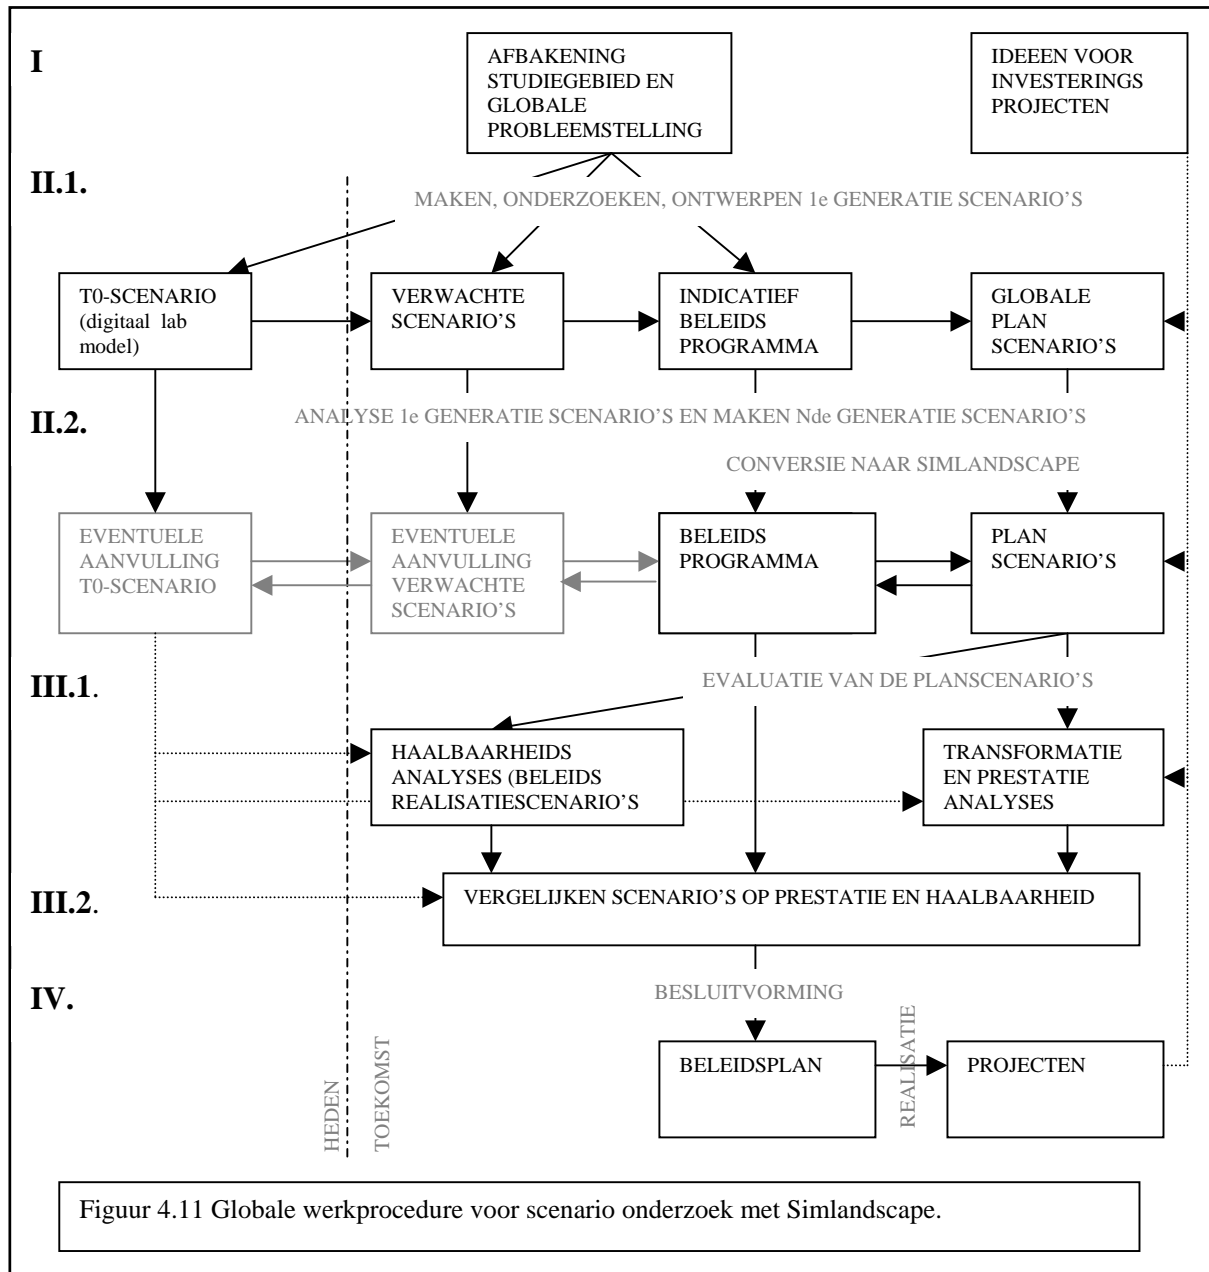 I
AFBAKENING
STUDIEGEBIED EN
GLOBALE
PROBLEEMSTELLING
IDEEEN VOOR
INVESTERINGS
PROJECTEN
II.1.
MAKEN, ONDERZOEKEN, ONTWERPEN 1e GENERATIE SCENARIO'S
T0-SCENARIO
(digitaal lab
model)
VERWACHTE
SCENARIO'S
INDICATIEF
BELEIDS
PROGRAMMA
GLOBALE
PLAN
SCENARIO'S
II.2.
ANALYSE 1e GENERATIE SCENARIO'S EN MAKEN Nde GENERATIE SCENARIO'S
CONVERSIE NAAR SIMLANDSCAPE
EVENTUELE
AANVULLING
T0-SCENARIO
EVENTUELE
AANVULLING
VERWACHTE
SCENARIO'S
BELEIDS
PROGRAMMA
PLAN
SCENARIO'S
III.1.
EVALUATIE VAN DE PLANSCENARIO'S
HAALBAARHEIDS
ANALYSES (BELEIDS
REALISATIESCENARIO'S
TRANSFORMATIE
EN PRESTATIE
ANALYSES
III.2.
VERGELIJKEN SCENARIO'S OP PRESTATIE EN HAALBAARHEID
IV.
BESLUITVORMING
HEDEN
TOEKOMST
BELEIDSPLAN
REALISATIE
PROJECTEN
Figuur 4.11 Globale werkprocedure voor scenario onderzoek met Simlandscape.